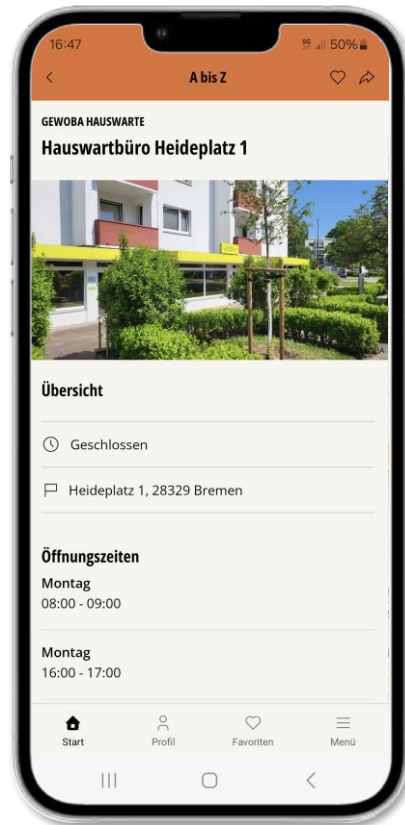 16:47
5G 50%
A bis Z
GEWOBA HAUSWARTE
Hauswartbüro Heideplatz 1
Übersicht
Geschlossen
Heideplatz 1, 28329 Bremen
Öffnungszeiten
Montag
08:00 - 09:00
Montag
16:00 - 17:00
Start
Profil
Favoriten
Menü